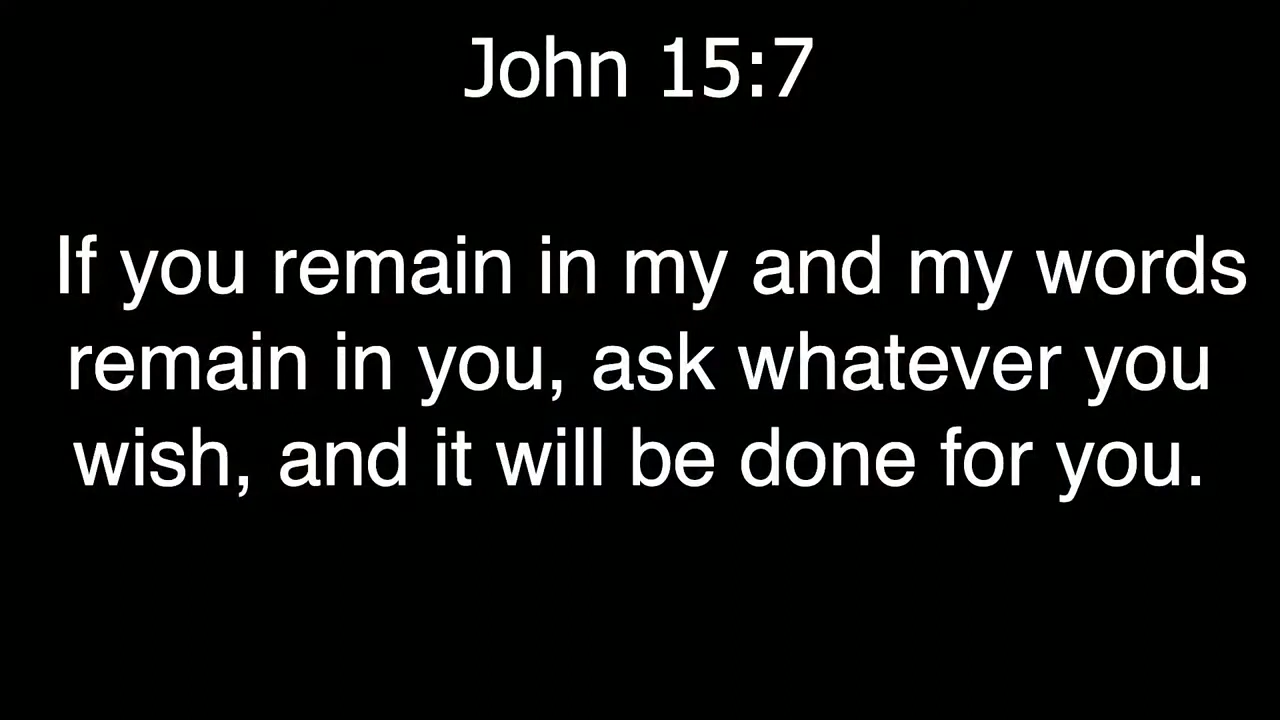 John 15:7
If you remain in my and my words
remain in you, ask whatever you
wish, and it will be done for you.